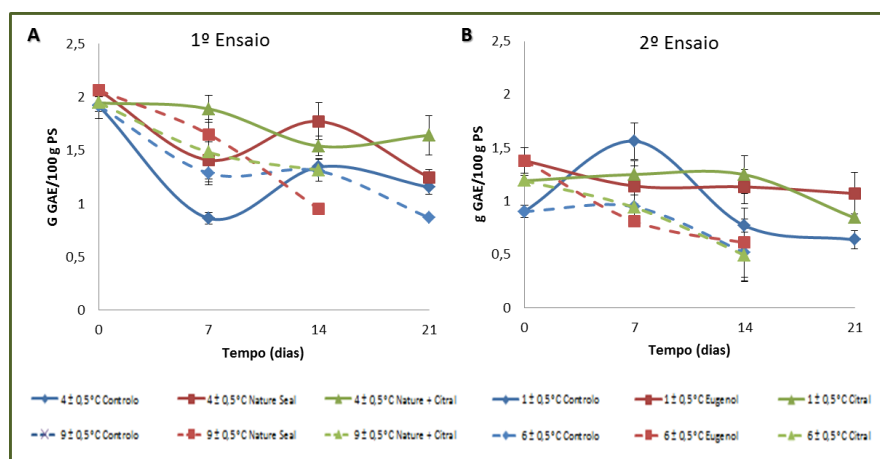 A
1º Ensaio
G GAE/100 g PS
2,5
2
1,5
1
0,5
0
0
7
14
21
Tempo (dias)
4± 0,5°C Controlo
4± 0,5°C Nature Seal
4± 0,5°C Nature + Citral
9± 0,5°C Controlo
9± 0,5°C Nature Seal
9± 0,5°C Nature + Citral
B
2º Ensaio
g GAE/100 g PS
2,5
2
1,5
1
0,5
0
0
7
14
21
Tempo (dias)
1± 0,5°C Controlo
1± 0,5°C Eugenol
1± 0,5°C Citral
6± 0,5°C Controlo
6± 0,5°C Eugenol
6± 0,5°C Citral